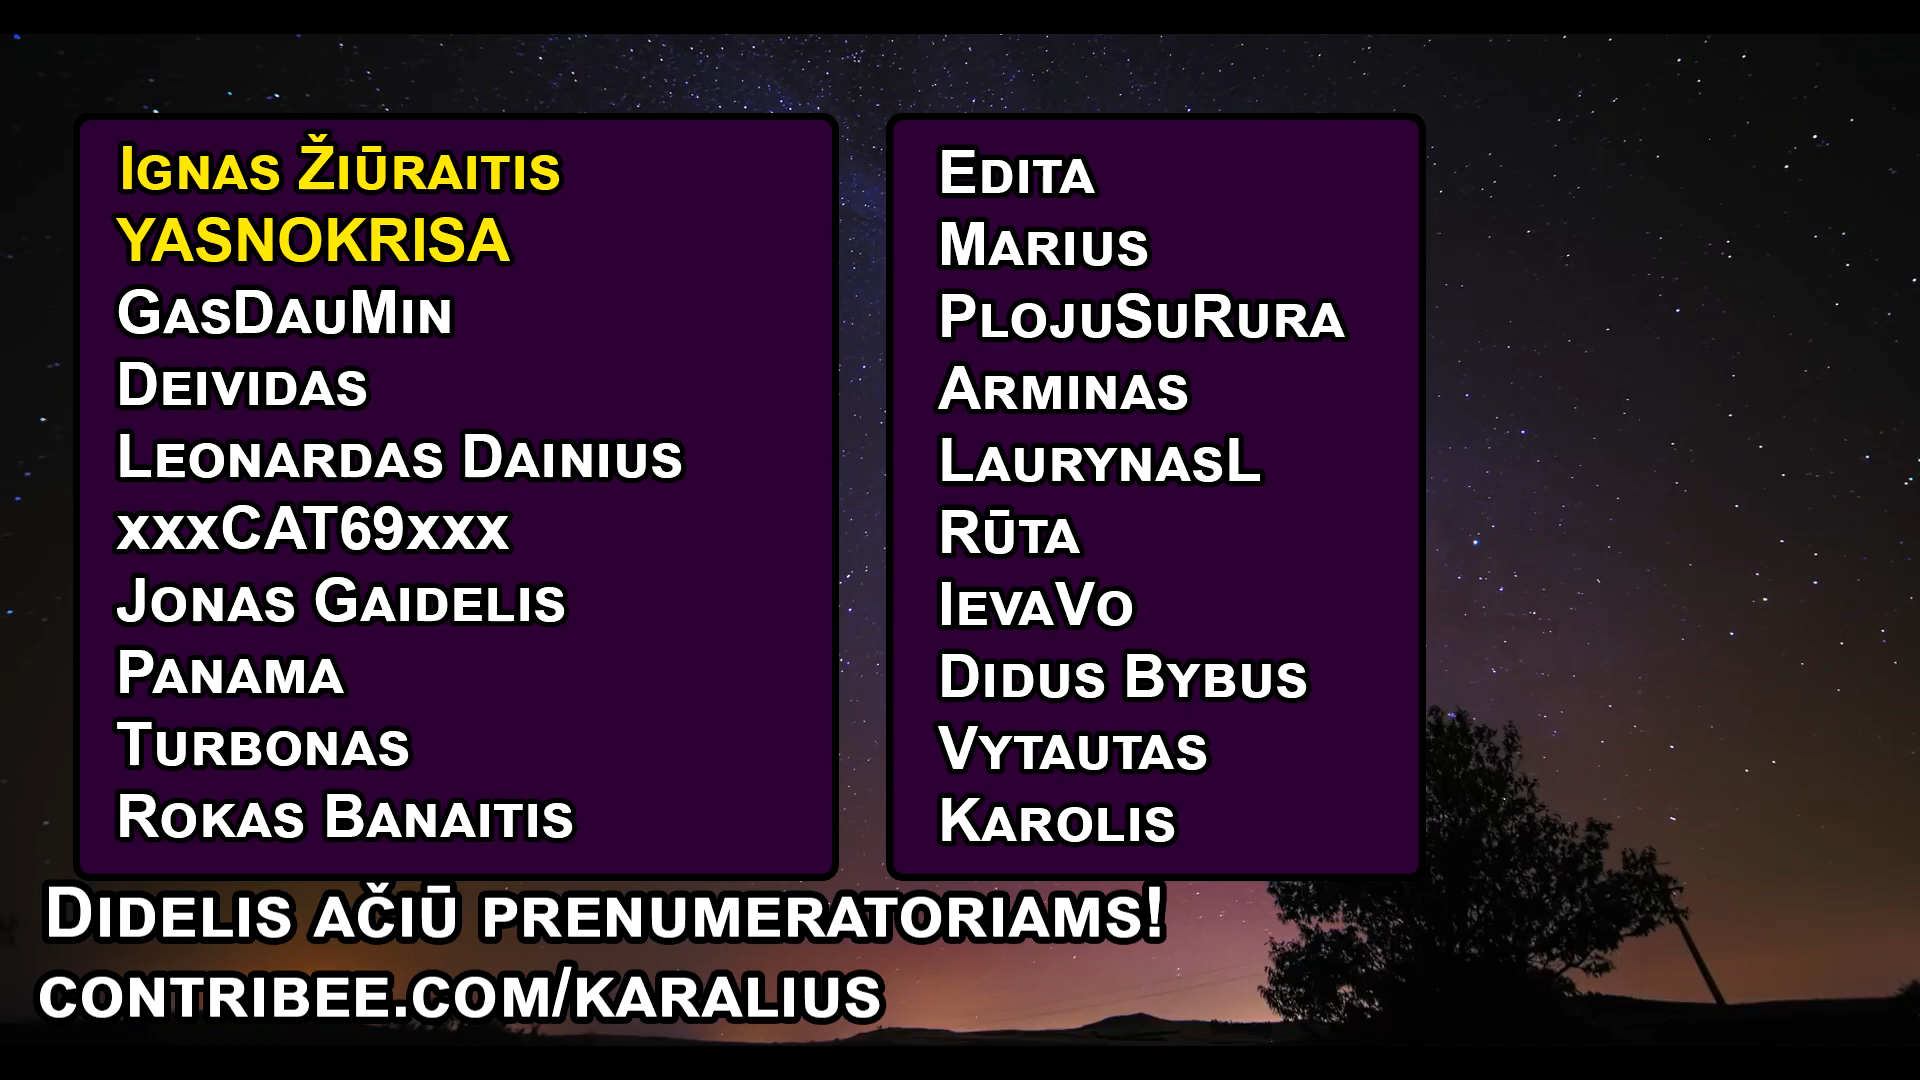 Ignas Žiūraitis
YASNOKRISA
GasDauMin
Deividas
Leonardas Dainius
xxxCAT69xxx
Jonas Gaidelis
Panama
Turbonas
Rokas Banaitis
Edita
Marius
PlojuSuRura
Arminas
LaurynasL
Rūta
IevaVo
Didus Bybus
Vytautas
Karolis
Didelis ačiū prenumeratoriams!
contribee.com/karalius